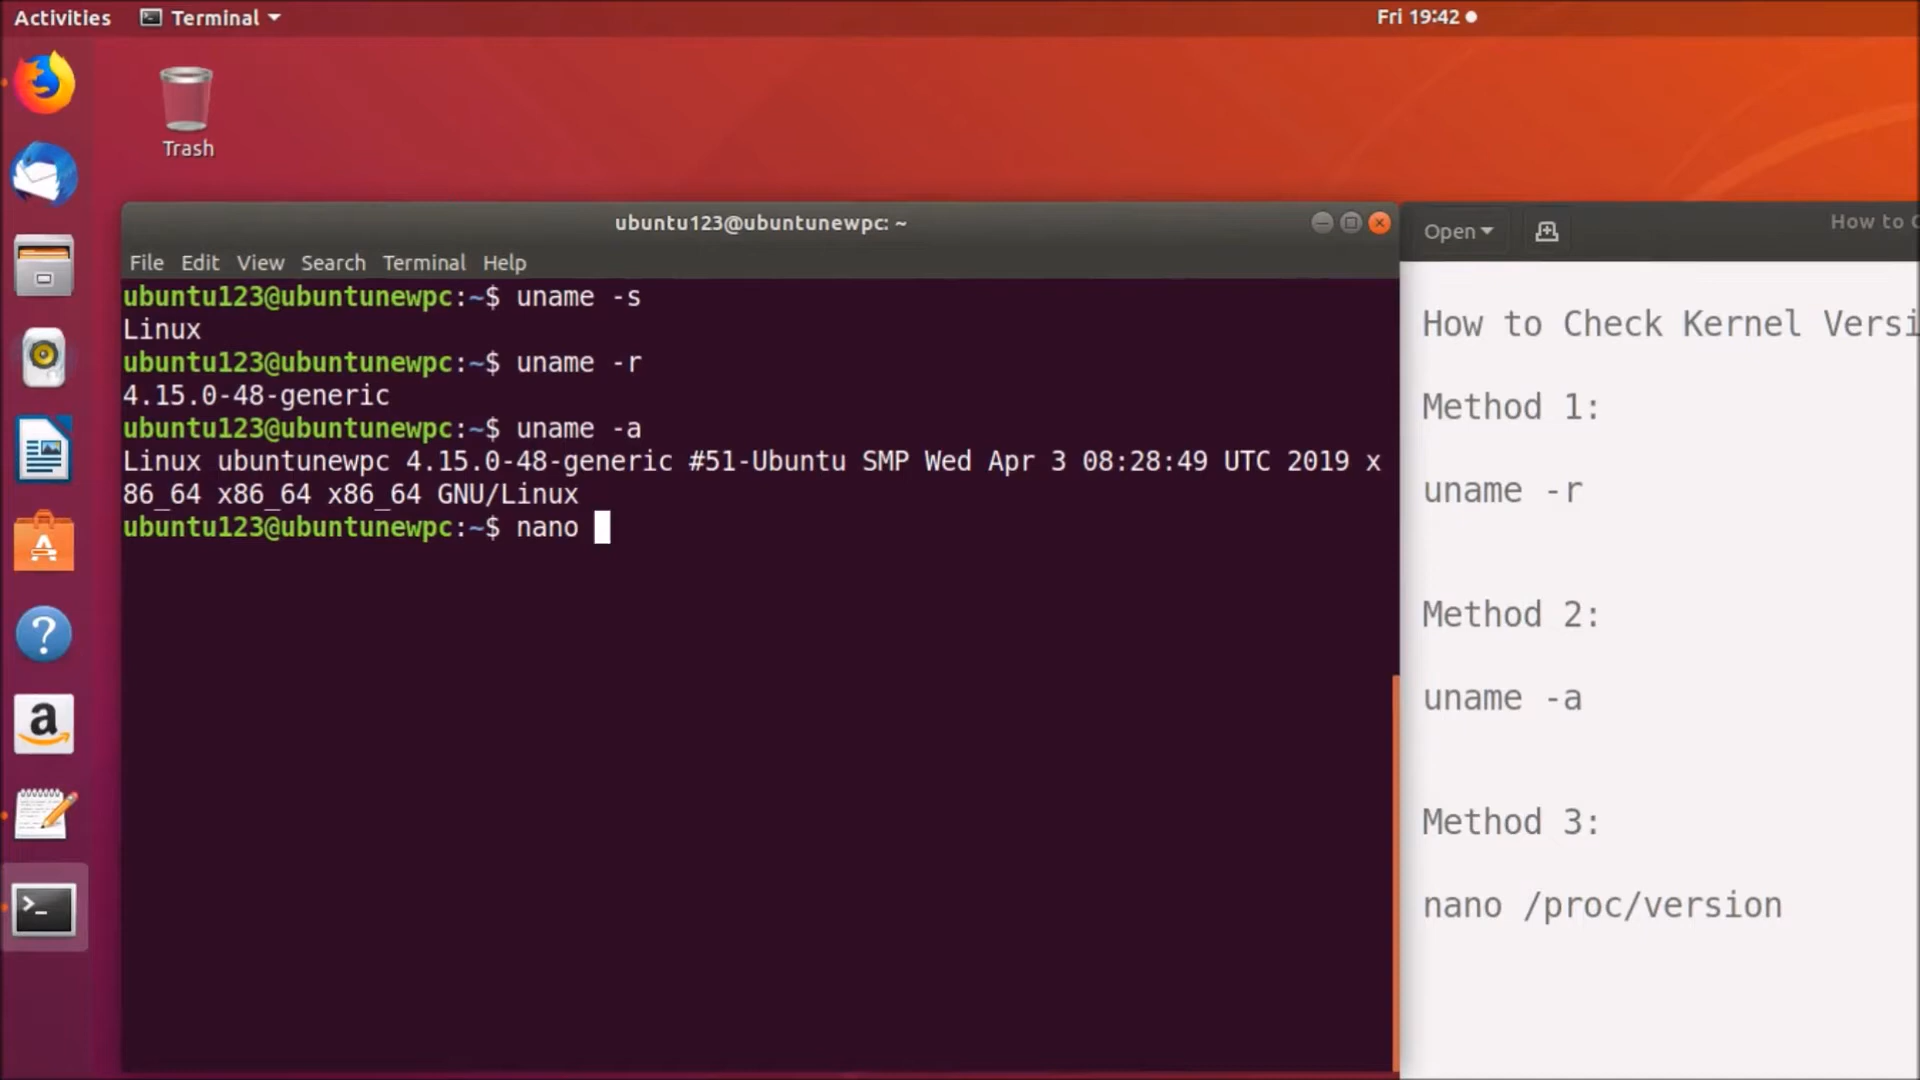 Activities
Terminal
Fri 19:42
Trash
ubuntu123@ubuntunewpc: ~
File Edit View Search Terminal Help
ubuntu123@ubuntunewpc:~$ uname -s
Linux
ubuntu123@ubuntunewpc:~$ uname -r
4.15.0-48-generic
ubuntu123@ubuntunewpc:~$ uname -a
Linux ubuntunewpc 4.15.0-48-generic #51-Ubuntu SMP Wed Apr 3 08:28:49 UTC 2019 x
86_64 x86_64 x86_64 GNU/Linux
ubuntu123@ubuntunewpc:~$ nano
Open
How to
How to Check Kernel Versi
Method 1:
uname -r
Method 2:
uname -a
Method 3:
nano /proc/version